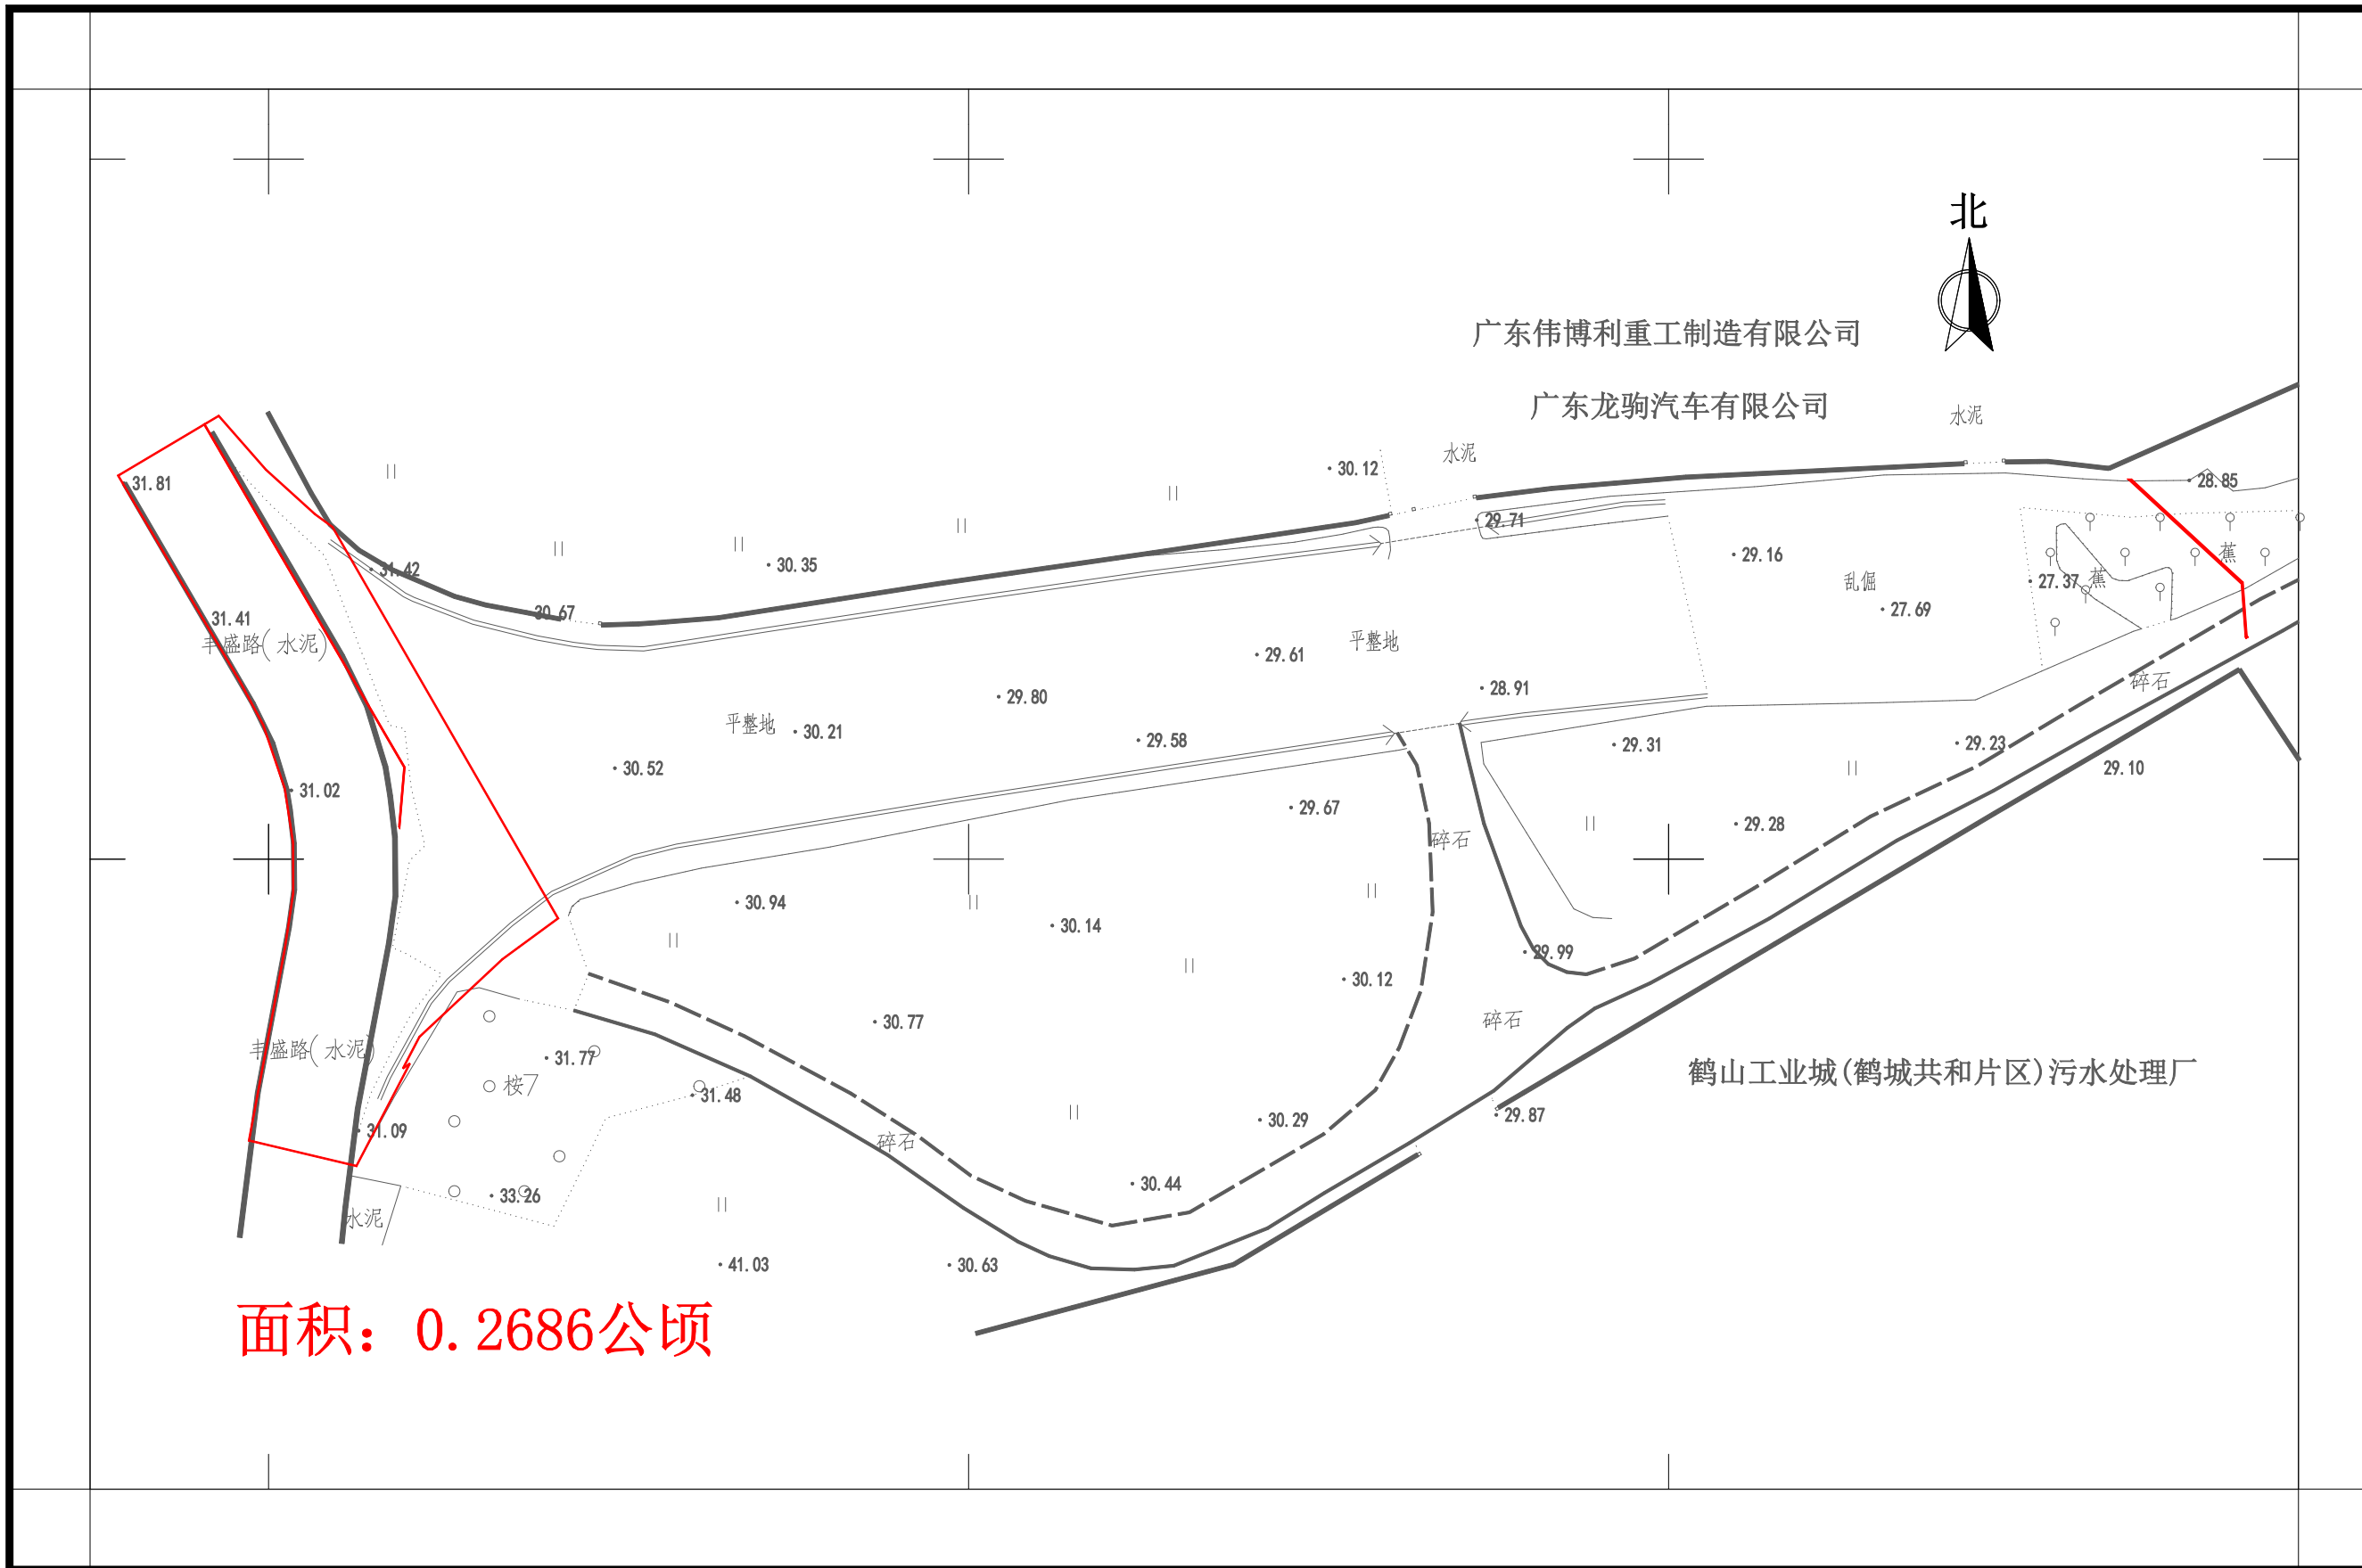 北
广东伟博利重工制造有限公司
广东龙驹汽车有限公司
水泥
水泥
30.12
31.81
28.85
29.71
蕉
29.16
31.42
30.35
乱倔
27.37
蕉
30.67
27.69
31.41
丰盛路(水泥)
平整地
29.61
碎石
28.91
29.80
平整地
30.21
29.58
29.31
29.23
30.52
29.10
31.02
29.67
29.28
碎石
30.94
30.14
29.99
30.12
30.77
碎石
丰盛路(水泥)
31.77
桉7
鹤山工业城(鹤城共和片区)污水处理厂
31.48
29.87
30.29
31.09
碎石
30.44
33.26
水泥
41.03
30.63
面积：0.2686公顷